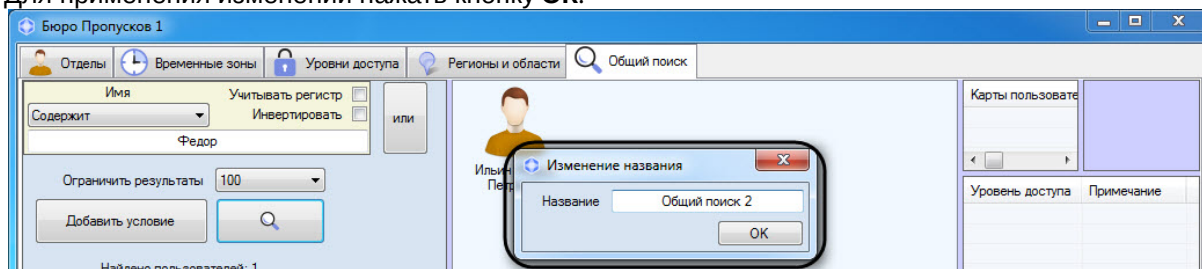 Для применения изменений нажать кнопку ОК.
Бюро Пропусков 1
Отделы Временные зоны Уровни доступа Регионы и области Общий поиск
Имя Учитывать регистр
Содержит Инвертировать
или
Федор
Ограничить результаты 100
Добавить условие
Найдено пользователей: 1
Изменение названия
Название Общий поиск 2
OK
Карты пользовате
Уровень доступа Примечание